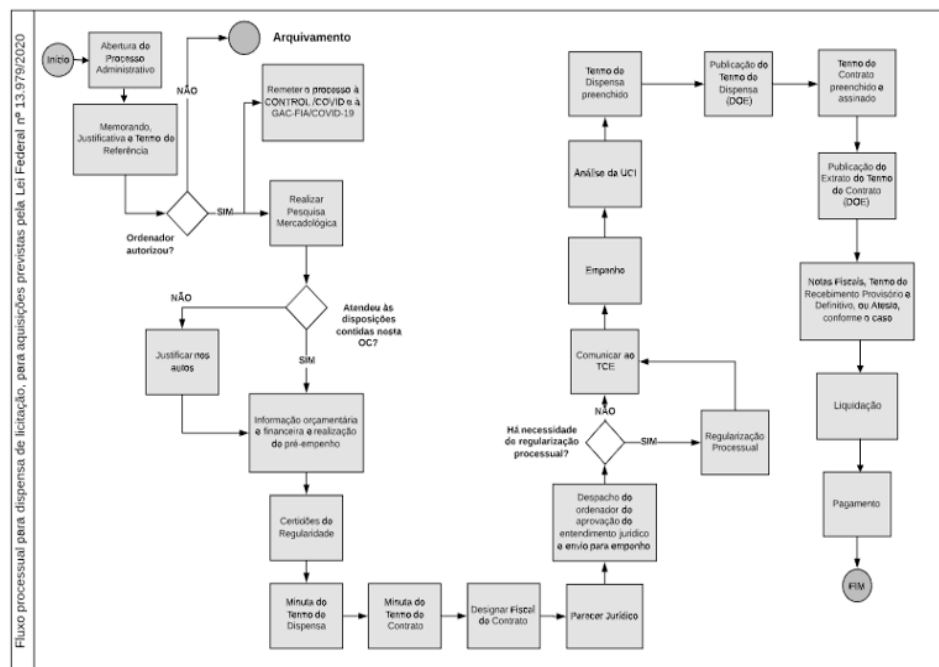 Fluxo processual para dispensa de licitação, para aquisições previstas pela Lei Federal nº 13.979/2020
Início
Abertura do
Processo
Administrativo
Memorando,
Justificativa e Termo de
Referência
Ordenador
autorizou?
NÃO
Arquivamento
SIM
Remeter o processo à
CONTROL /COVID e à
GAC-FIA/COVID-19
Realizar
Pesquisa
Mercadológica
Atendeu às
disposições
contidas nesta
OC?
NÃO
Justificar nos
autos
SIM
Informação orçamentária
e financeira e realização
do pré-empenho
Certidões de
Regularidade
Minuta do
Termo de
Dispensa
Minuta do
Termo de
Contrato
Designar Fiscal
do Contrato
Parecer Jurídico
Despacho do
ordenador de
aprovação do
entendimento jurídico
e envio para empenho
Há necessidade
de regularização
processual?
SIM
Regularização
Processual
NÃO
Comunicar ao
TCE
Empenho
Análise da UCI
Termo de
Dispensa
preenchido
Publicação do
Termo de
Dispensa
(DOE)
Termo de
Contrato
preenchido e
assinado
Publicação do
Extrato do Termo
de Contrato
(DOE)
Notas Fiscais, Termo de
Recebimento Provisório e
Definitivo, ou Atesto,
conforme o caso
Liquidação
Pagamento
FIM